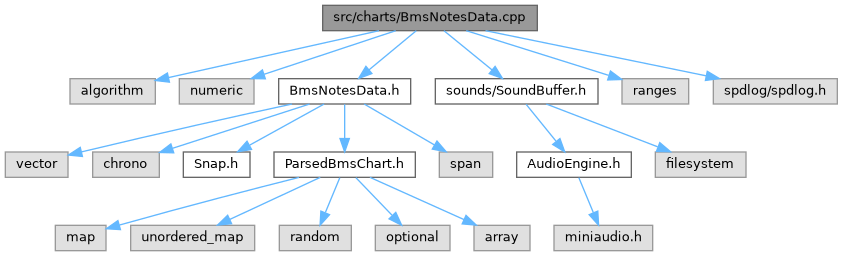 src/charts/BmsNotesData.cpp
algorithm
numeric
BmsNotesData.h
sounds/SoundBuffer.h
ranges
spdlog/spdlog.h
vector
chrono
Snap.h
ParsedBmsChart.h
span
AudioEngine.h
filesystem
map
unordered_map
random
optional
array
miniaudio.h